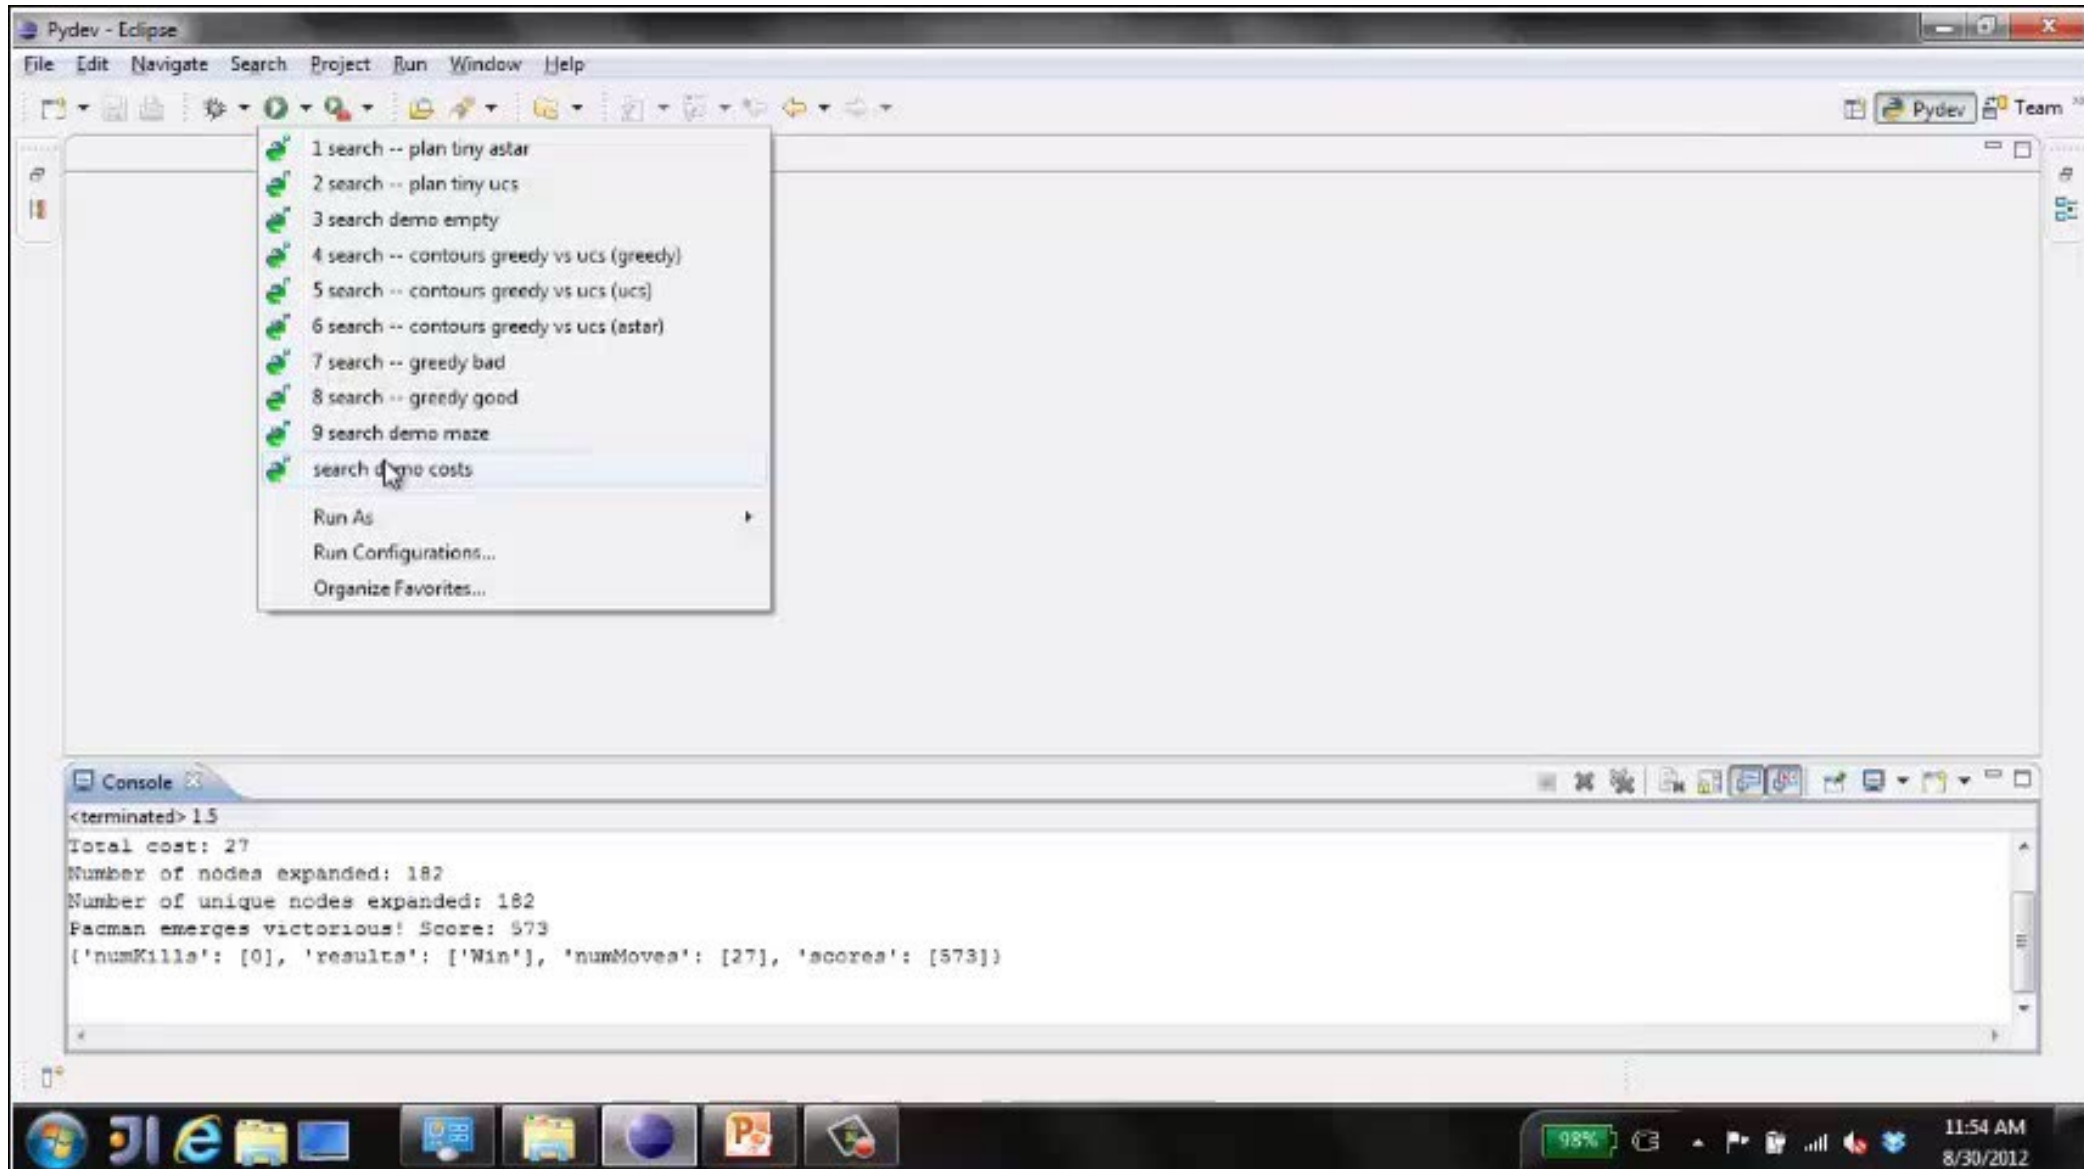 Pydev - Eclipse
File Edit Navigate Search Project Run Window Help
Pydev Team
1 search -- plan tiny astar
2 search -- plan tiny ucs
3 search demo empty
4 search -- contours greedy vs ucs (greedy)
5 search -- contours greedy vs ucs (ucs)
6 search -- contours greedy vs ucs (astar)
7 search -- greedy bad
8 search -- greedy good
9 search demo maze
search demo costs
Run As
Run Configurations...
Organize Favorites...
Console
<terminated> 1.5
Total cost: 27
Number of nodes expanded: 182
Number of unique nodes expanded: 182
Pacman emerges victorious! Score: 573
{'numKills': [0], 'results': ['Win'], 'numMoves': [27], 'scores': [573]}
98%
11:54 AM
8/30/2012